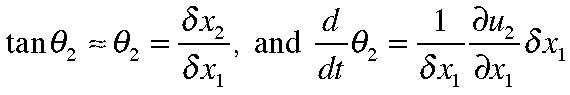 tan θ₂ ≈ θ₂ = δx₂/δx₁, and d/dt θ₂ = 1/δx₁ ∂u₂/∂x₁ δx₁